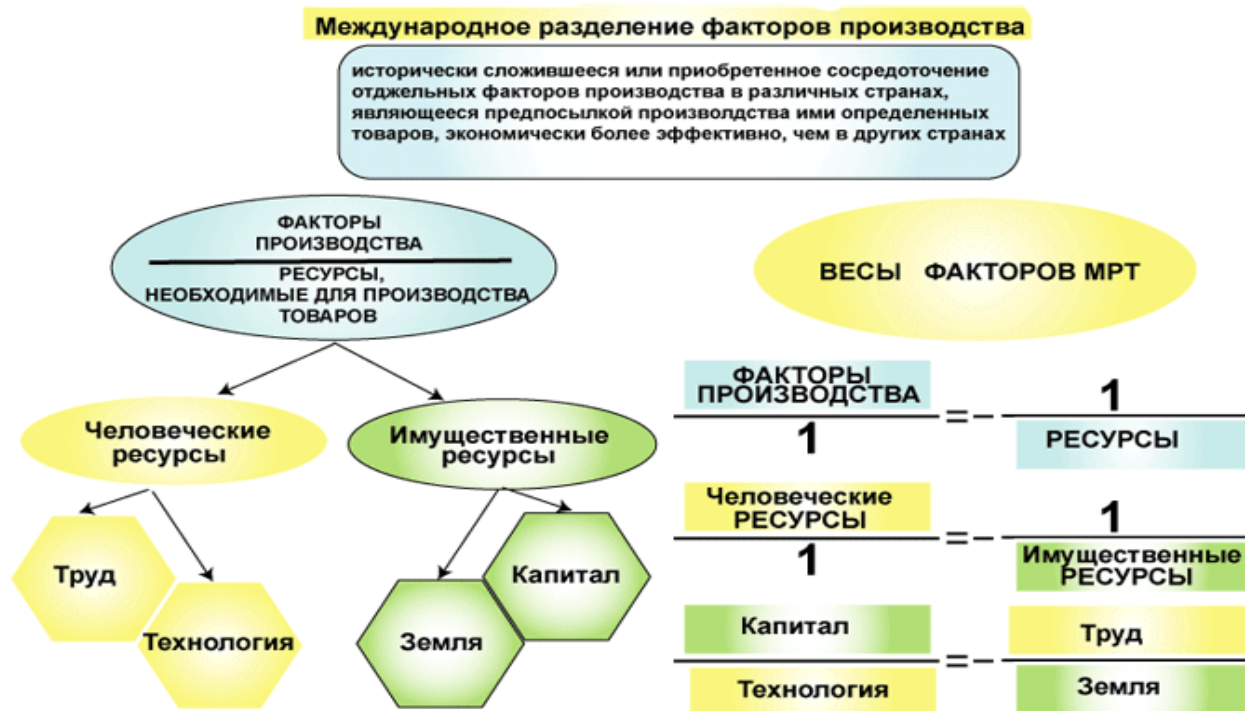 Международное разделение факторов производства
исторически сложившееся или приобретенное сосредоточение
отджельных факторов производства в различных странах,
являющееся предпосылкой произволдства ими определенных
товаров, экономически более эффективно, чем в других странах
ФАКТОРЫ
ПРОИЗВОДСТВА
РЕСУРСЫ,
НЕОБХОДИМЫЕ ДЛЯ ПРОИЗВОДСТВА
ТОВАРОВ
Человеческие
ресурсы
Имущественные
ресурсы
Труд
Технология
Земля
Капитал
ВЕСЫ ФАКТОРОВ МРТ
ФАКТОРЫ
ПРОИЗВОДСТВА
1
=-
1
РЕСУРСЫ
Человеческие
РЕСУРСЫ
1
=-
1
Имущественные
РЕСУРСЫ
Капитал
Технология
=-
Труд
Земля